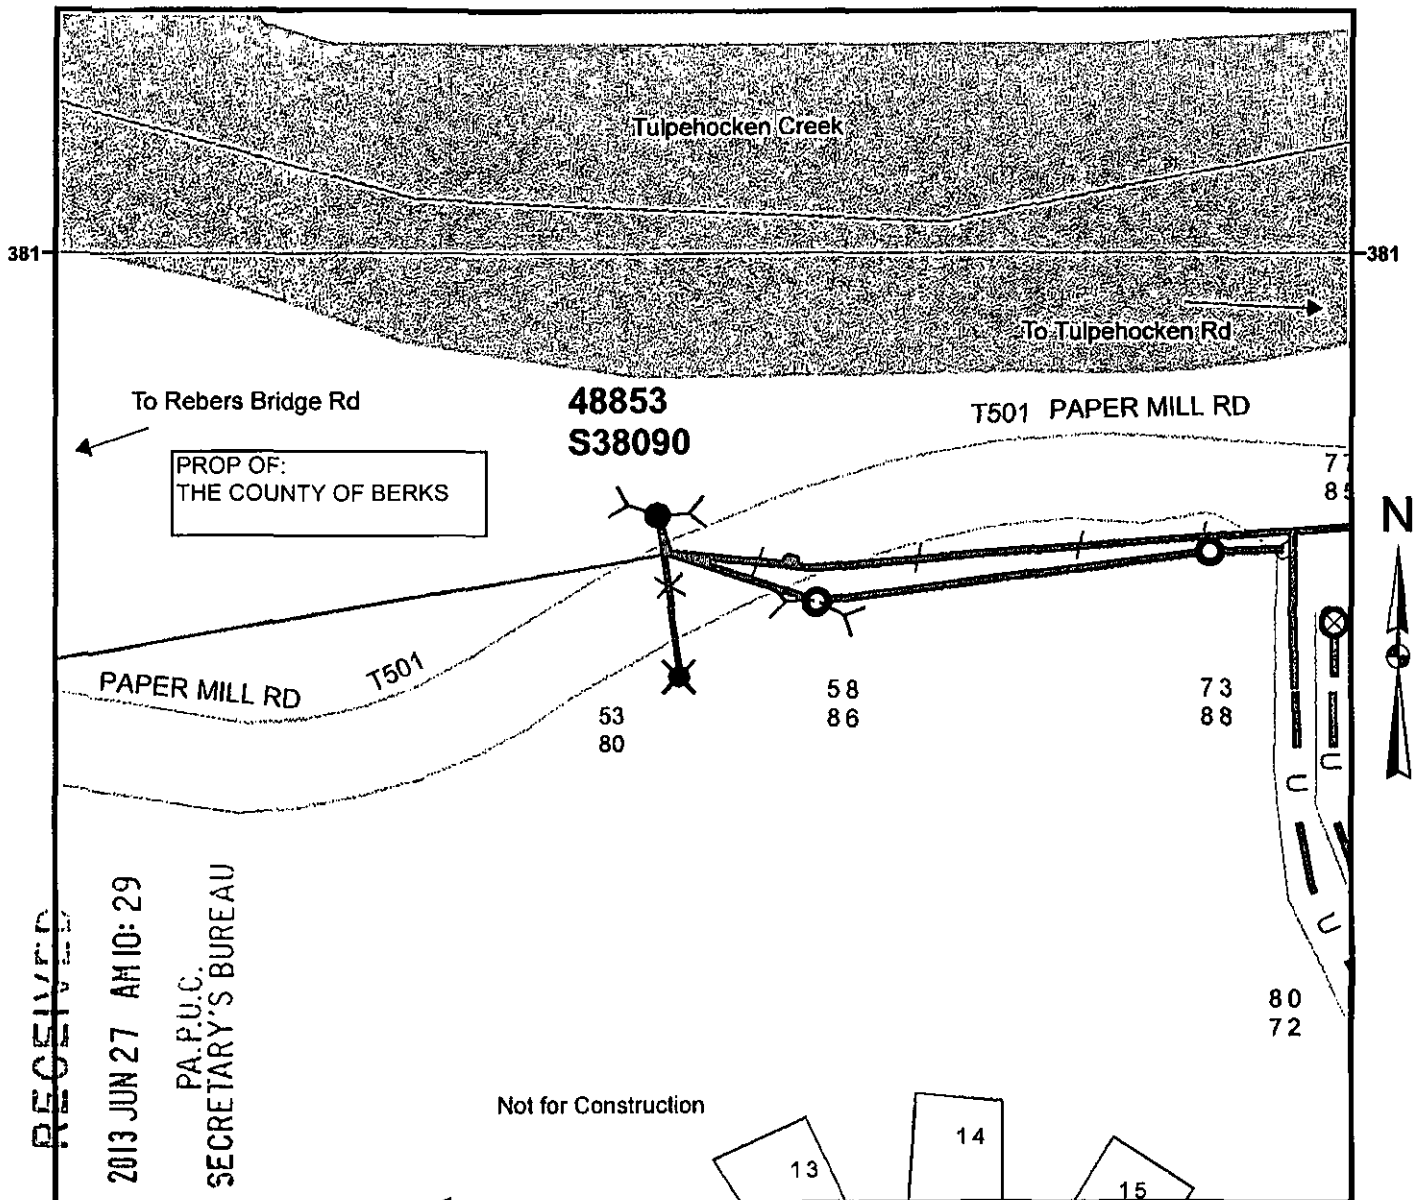 Tulpehocken Creek
381
381
To Tulpehocken Rd
To Rebers Bridge Rd
48853
S38090
T501 PAPER MILL RD
PROP OF:
THE COUNTY OF BERKS
N
PAPER MILL RD
T501
53
80
58
86
73
88
80
72
RECEIVED
2013 JUN 27 AM 10: 29
PA.P.U.C.
SECRETARY'S BUREAU
Not for Construction
13
14
15